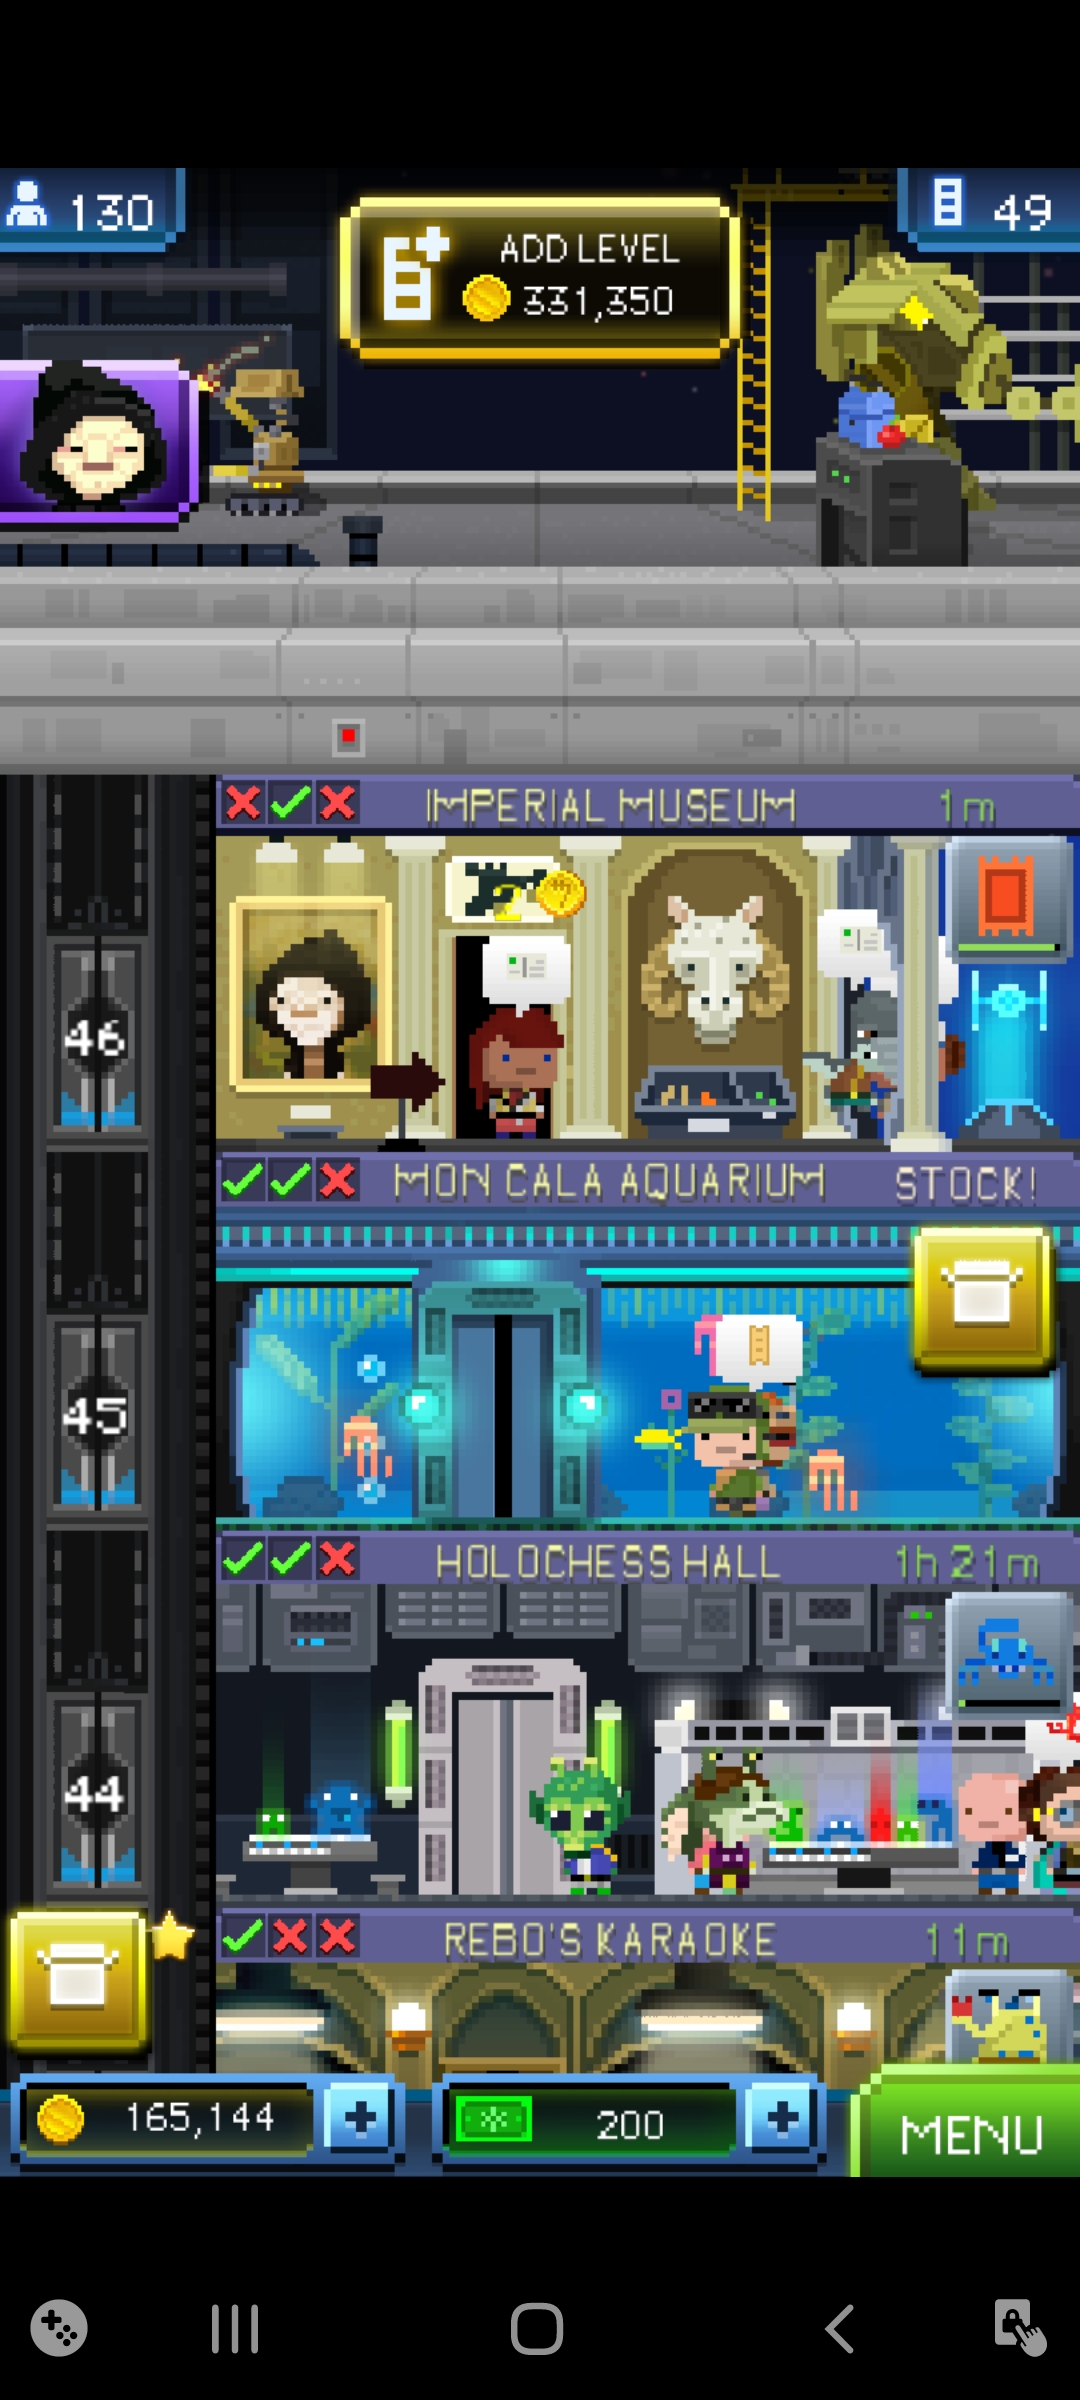 130
ADD LEVEL
331,350
49
IMPERIAL MUSEUM 1m
2
46
MON CALA AQUARIUM STOCK!
45
HOLOCHESS HALL 1h 21m
44
REBO'S KARAOKE 11m
165,144
200
MENU